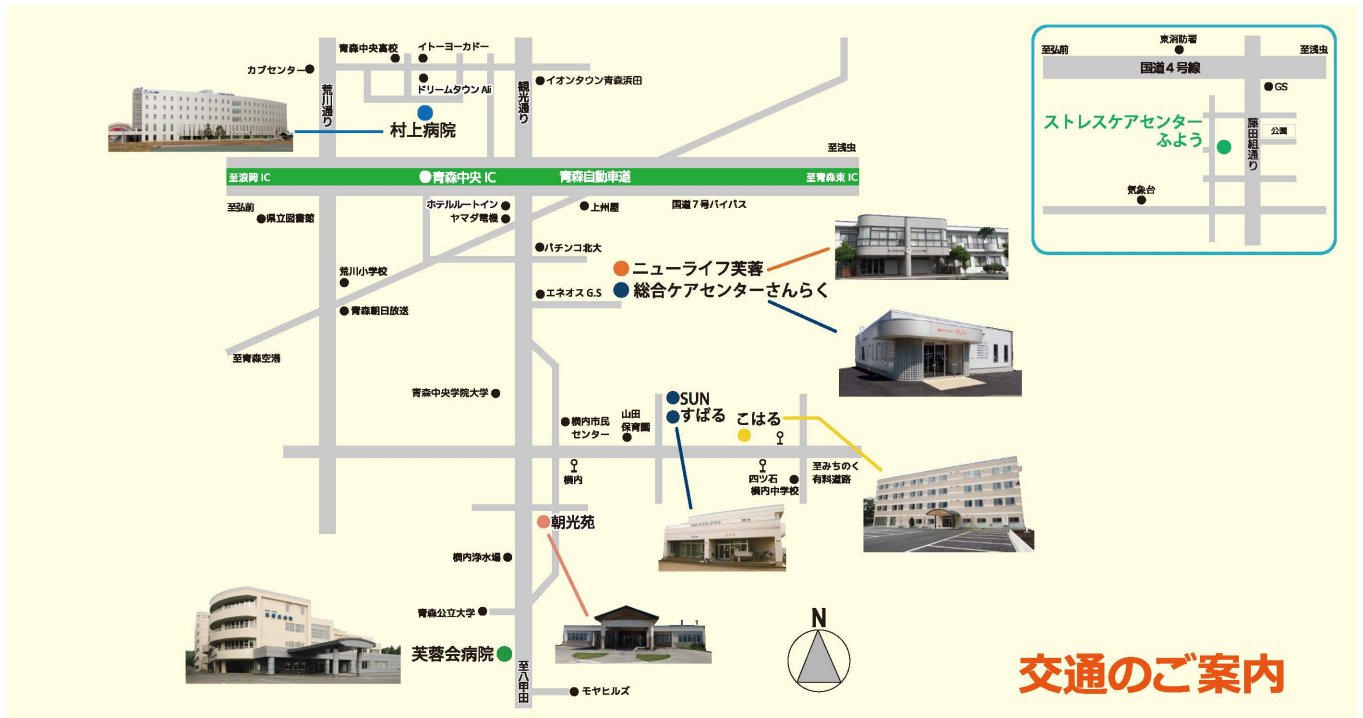 青森中央高校
イトーヨーカドー
カブセンター
ドリームタウンAli
イオンタウン青森浜田
荒川通り
観光通り
村上病院
至浅虫
至浪岡IC
青森中央IC
青森自動車道
至青森東IC
至弘前
県立図書館
ホテルルートイン
ヤマダ電機
上州屋
国道7号バイパス
パチンコ北大
荒川小学校
ニューライフ芙蓉
総合ケアセンターさんらく
エネオスG.S
青森朝日放送
至青森空港
青森中央学院大学
横内市民
センター
山田
保育園
SUN
すばる
こはる
横内
四ツ石
横内中学校
至みちのく
有料道路
朝光苑
横内浄水場
青森公立大学
芙蓉会病院
至八甲田
モヤヒルズ
N
交通のご案内
東消防署
至弘前
至浅虫
国道4号線
GS
ストレスケアセンター
ふよう
藤田組通り
公園
気象台